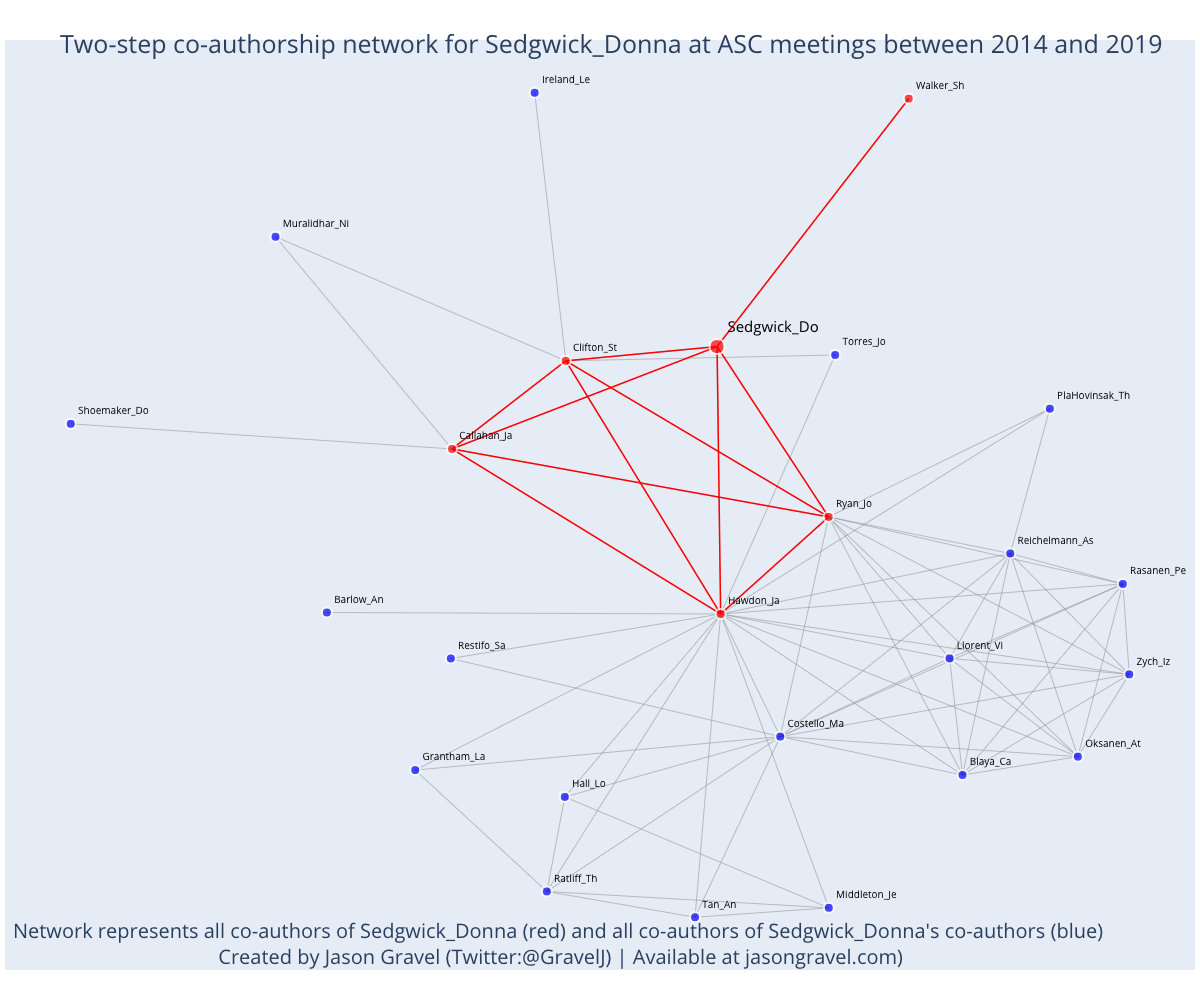 Two-step co-authorship network for Sedgwick_Donna at ASC meetings between 2014 and 2019
Ireland_Le
Walker_Sh
Muralidhar_Ni
Sedgwick_Do
Clifton_St
Torres_Jo
Shoemaker_Do
PlaHovinsak_Th
Callahan_Ja
Ryan_Jo
Reichelmann_As
Rasanen_Pe
Barlow_An
Hawdon_Ja
Restifo_Sa
Llorent_Vi
Zych_Iz
Costello_Ma
Oksanen_At
Grantham_La
Blaya_Ca
Hall_Lo
Ratliff_Th
Middleton_Je
Tan_An
Network represents all co-authors of Sedgwick_Donna (red) and all co-authors of Sedgwick_Donna's co-authors (blue)
Created by Jason Gravel (Twitter:@GravelJ) | Available at jasongravel.com)